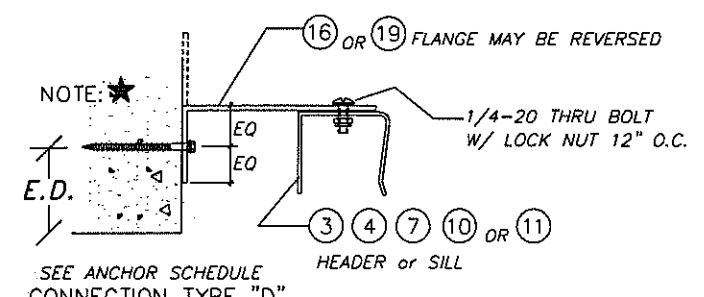 16 OR 19 FLANGE MAY BE REVERSED
NOTE: ★
1/4-20 THRU BOLT
W/ LOCK NUT 12" O.C.
EQ
EQ
E.D.
3 4 7 10 OR 11
HEADER or SILL
SEE ANCHOR SCHEDULE
CONNECTION TYPE "D"